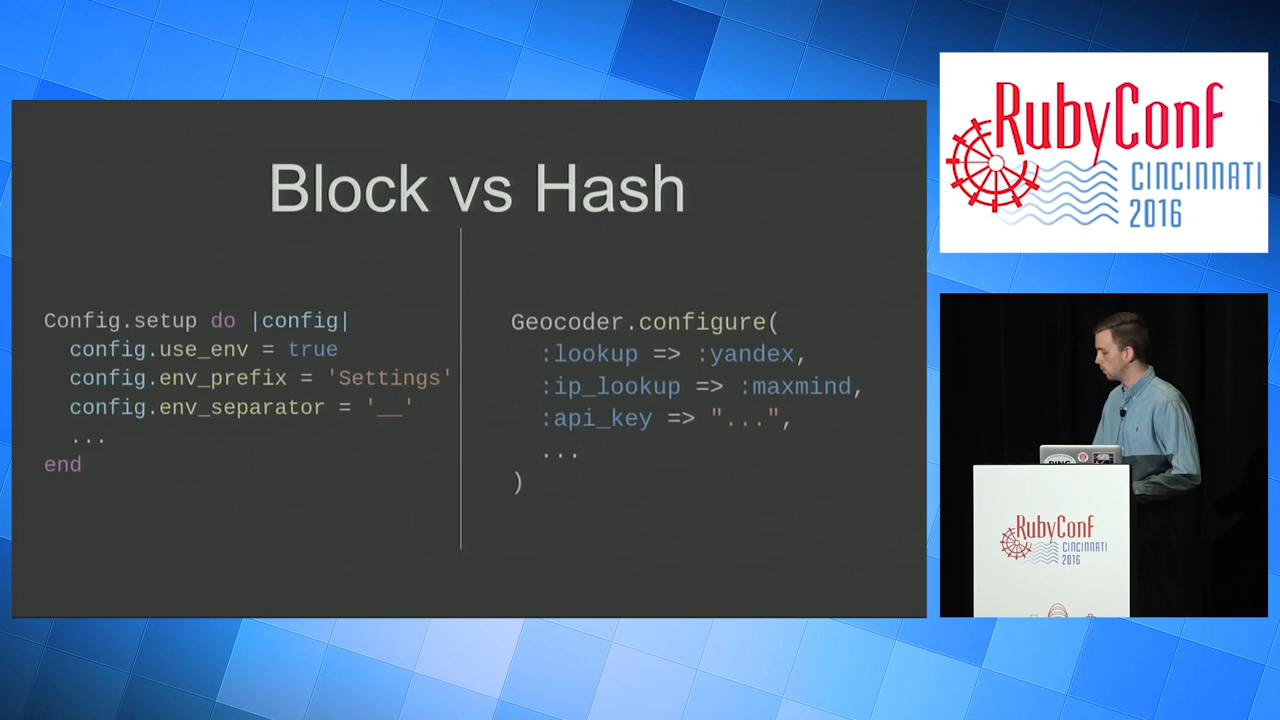 Block vs Hash
Config.setup do |config|
  config.use_env = true
  config.env_prefix = 'Settings'
  config.env_separator = '__'
  ...
end
Geocoder.configure(
  :lookup => :yandex,
  :ip_lookup => :maxmind,
  :api_key => "...",
  ...
)
RubyConf
CINCINNATI
2016
RubyConf
CINCINNATI
2016